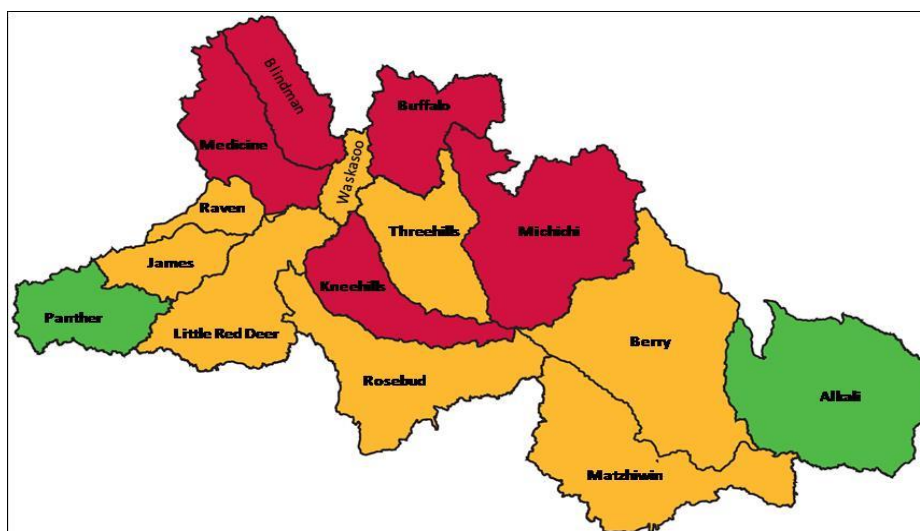 Blindman
Buffalo
Medicine
Waskasoo
Raven
Threehills
Michichi
James
Kneehills
Panther
Little Red Deer
Berry
Rosebud
Alkali
Matzhiwin